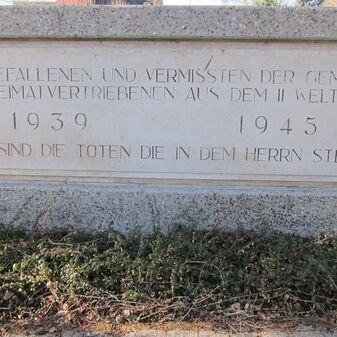 EFALLENEN UND VERMISSTEN DER GEM
EIMATVERTRIEBENEN AUS DEM II WELT
1939 1945
SIND DIE TOTEN DIE IN DEM HERRN STE